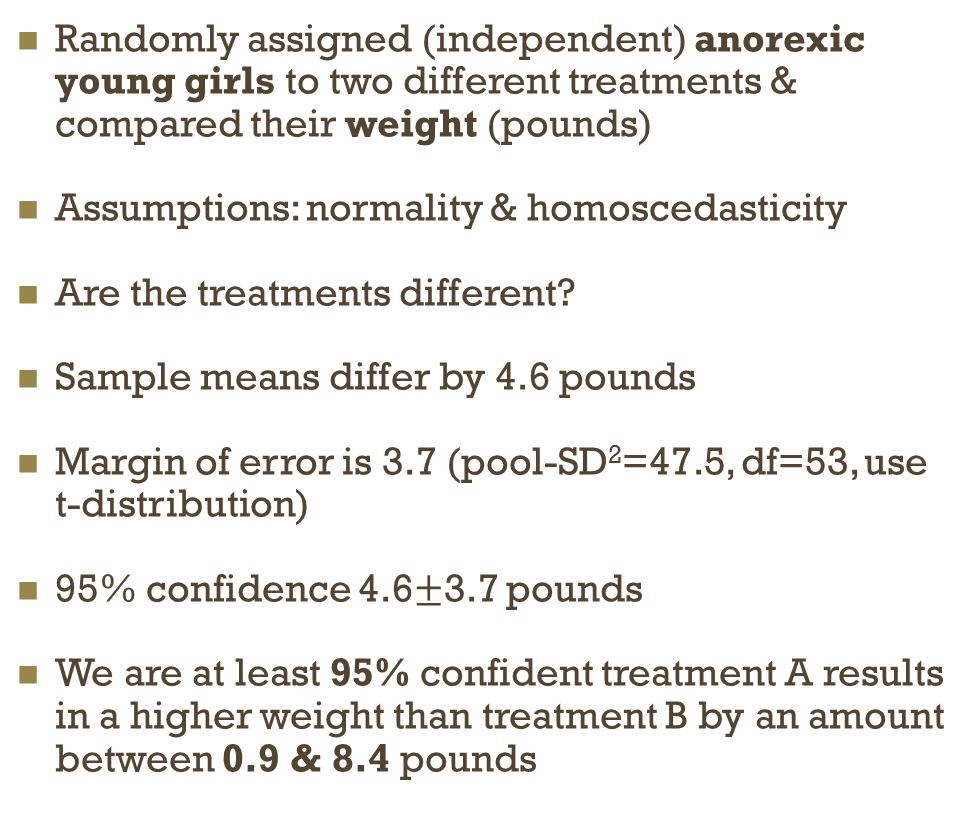 ■ Randomly assigned (independent) anorexic
young girls to two different treatments &
compared their weight (pounds)
■ Assumptions: normality & homoscedasticity
■ Are the treatments different?
■ Sample means differ by 4.6 pounds
■ Margin of error is 3.7 (pool-SD²=47.5, df=53, use
t-distribution)
■ 95% confidence 4.6±3.7 pounds
■ We are at least 95% confident treatment A results
in a higher weight than treatment B by an amount
between 0.9 & 8.4 pounds